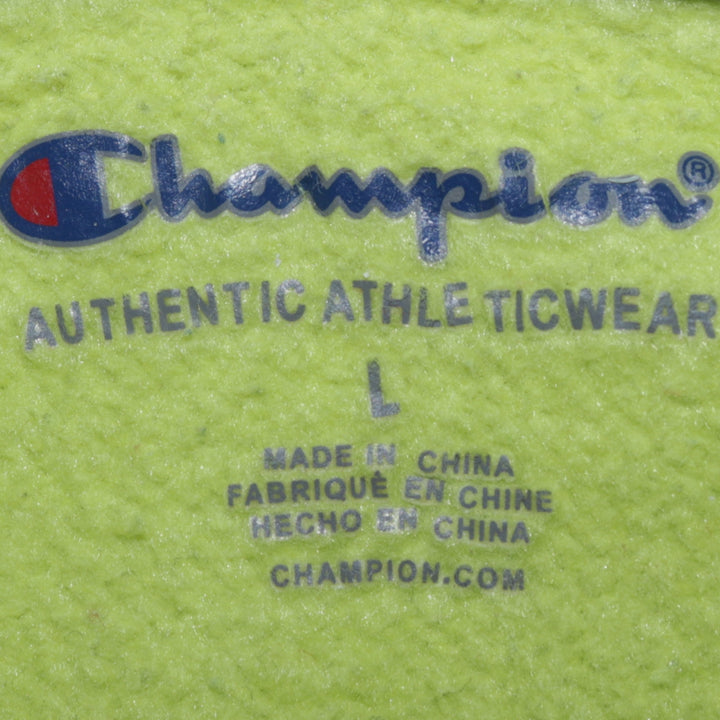 Champion®
AUTHENTIC ATHLETICWEAR
L
MADE IN CHINA
FABRIQUÉ EN CHINE
HECHO EN CHINA
CHAMPION.COM